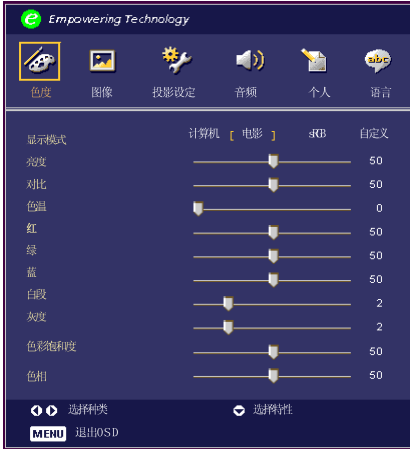 e Empowering Technology
abc
色度 图像 投影设定 音频 个人 语言
显示模式 计算机 [ 电影 ] sRGB 自定义
亮度 50
对比 50
色温 0
红 50
绿 50
蓝 50
白段 2
灰度 2
色彩饱和度 50
色相 50
选择种类 选择特性
MENU 退出OSD